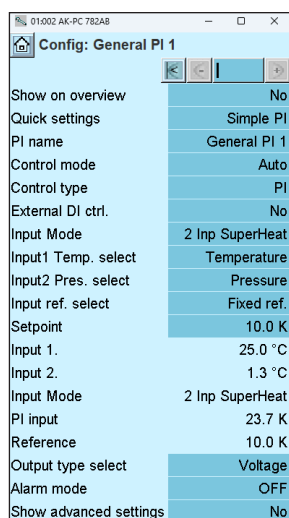 01:002 AK-PC 782AB
Config: General PI 1
Show on overview No
Quick settings Simple PI
PI name General PI 1
Control mode Auto
Control type PI
External DI ctrl. No
Input Mode 2 Inp SuperHeat
Input1 Temp. select Temperature
Input2 Pres. select Pressure
Input ref. select Fixed ref.
Setpoint 10.0 K
Input 1. 25.0 °C
Input 2. 1.3 °C
Input Mode 2 Inp SuperHeat
PI input 23.7 K
Reference 10.0 K
Output type select Voltage
Alarm mode OFF
Show advanced settings No